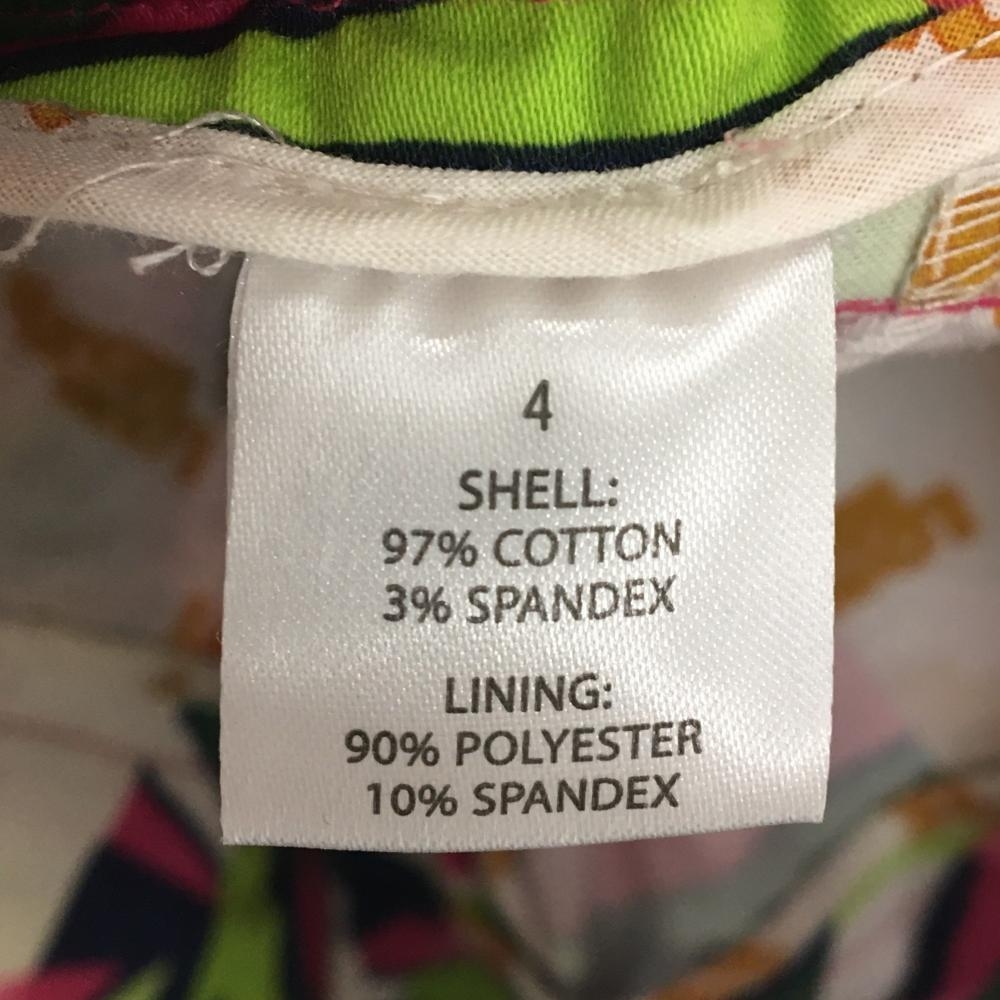 4
SHELL:
97% COTTON
3% SPANDEX
LINING:
90% POLYESTER
10% SPANDEX